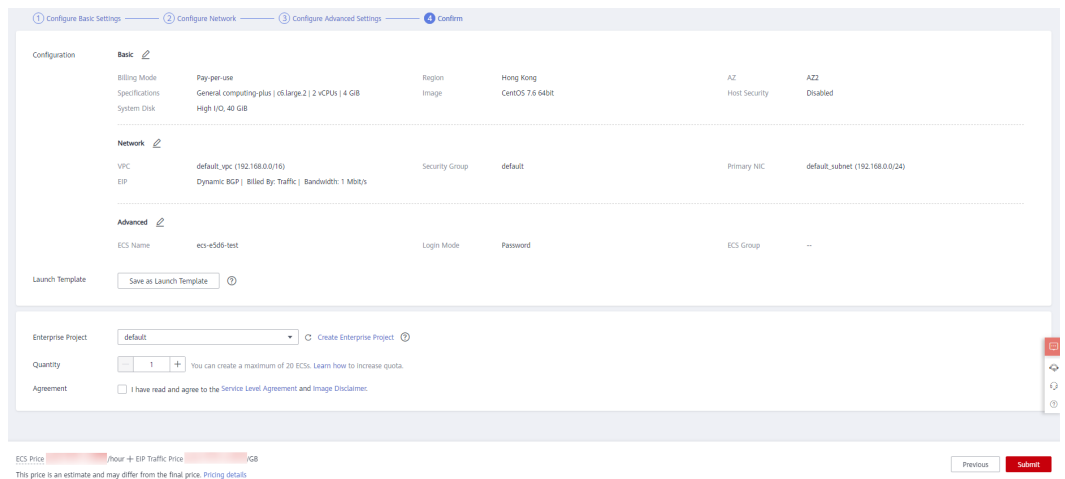 1 Configure Basic Settings 2 Configure Network 3 Configure Advanced Settings 4 Confirm
Configuration Basic
Billing Mode Pay-per-use Region Hong Kong AZ AZ2
Specifications General computing-plus | c6.large.2 | 2 vCPUs | 4 GiB Image CentOS 7.6 64bit Host Security Disabled
System Disk High I/O, 40 GiB
Network
VPC default_vpc (192.168.0.0/16) Security Group default Primary NIC default_subnet (192.168.0.0/24)
EIP Dynamic BGP | Billed By: Traffic | Bandwidth: 1 Mbit/s
Advanced
ECS Name ecs-e5d6-test Login Mode Password ECS Group --
Launch Template Save as Launch Template ?
Enterprise Project default Create Enterprise Project ?
Quantity − 1 + You can create a maximum of 20 ECSs. Learn how to increase quota.
Agreement I have read and agree to the Service Level Agreement and Image Disclaimer.
ECS Price /hour + EIP Traffic Price /GB
This price is an estimate and may differ from the final price. Pricing details
Previous Submit